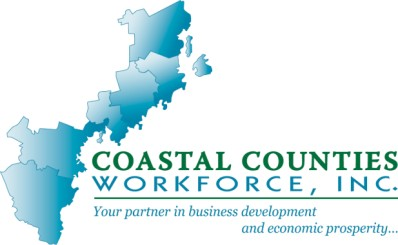 COASTAL COUNTIES
WORKFORCE, INC.
Your partner in business development
and economic prosperity...